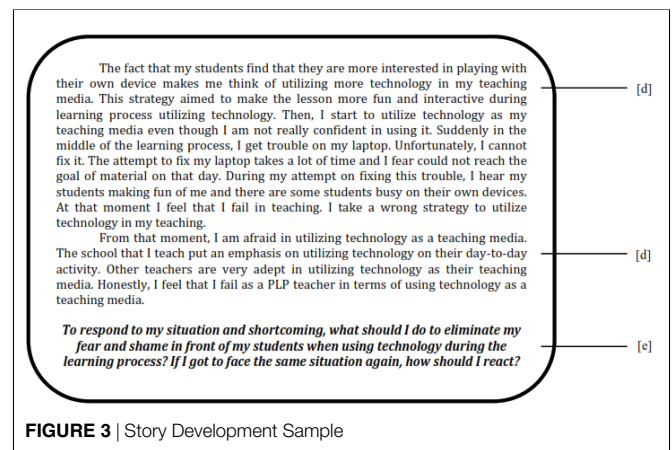 The fact that my students find that they are more interested in playing with
their own device makes me think of utilizing more technology in my teaching
media. This strategy aimed to make the lesson more fun and interactive during
learning process utilizing technology. Then, I start to utilize technology as my
teaching media even though I am not really confident in using it. Suddenly in the
middle of the learning process, I get trouble on my laptop. Unfortunately, I cannot
fix it. The attempt to fix my laptop takes a lot of time and I fear could not reach the
goal of material on that day. During my attempt on fixing this trouble, I hear my
students making fun of me and there are some students busy on their own devices.
At that moment I feel that I fail in teaching. I take a wrong strategy to utilize
technology in my teaching.
From that moment, I am afraid in utilizing technology as a teaching media.
The school that I teach put an emphasis on utilizing technology on their day-to-day
activity. Other teachers are very adept in utilizing technology as their teaching
media. Honestly, I feel that I fail as a PLP teacher in terms of using technology as a
teaching media.
To respond to my situation and shortcoming, what should I do to eliminate my
fear and shame in front of my students when using technology during the
learning process? If I got to face the same situation again, how should I react?
[d]
[d]
[e]
FIGURE 3 | Story Development Sample